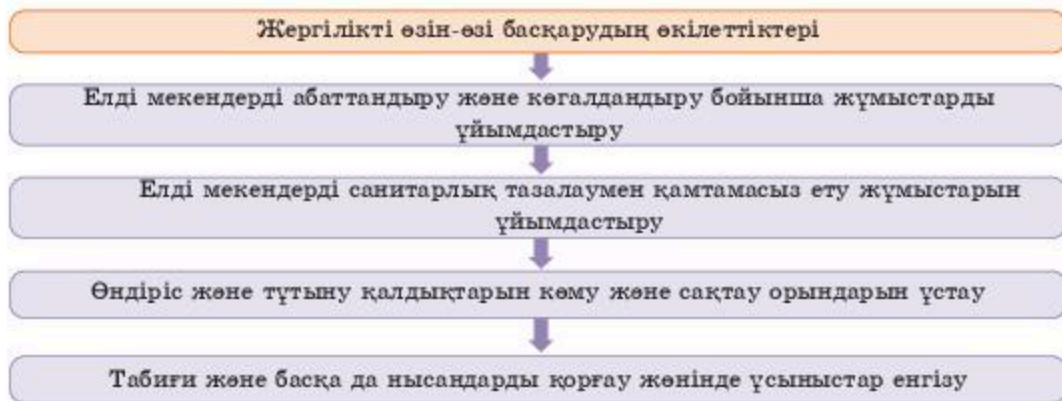 Жергілікті өзін-өзі басқарудың өкілеттіктері
Елді мекендерді абаттандыру және көгалдандыру бойынша жұмыстарды
ұйымдастыру
Елді мекендерді санитарлық тазалаумен қамтамасыз ету жұмыстарын
ұйымдастыру
Өндіріс және тұтыну қалдықтарын көму және сақтау орындарын ұстау
Табиғи және басқа да нысандарды қорғау жөнінде ұсыныстар енгізу